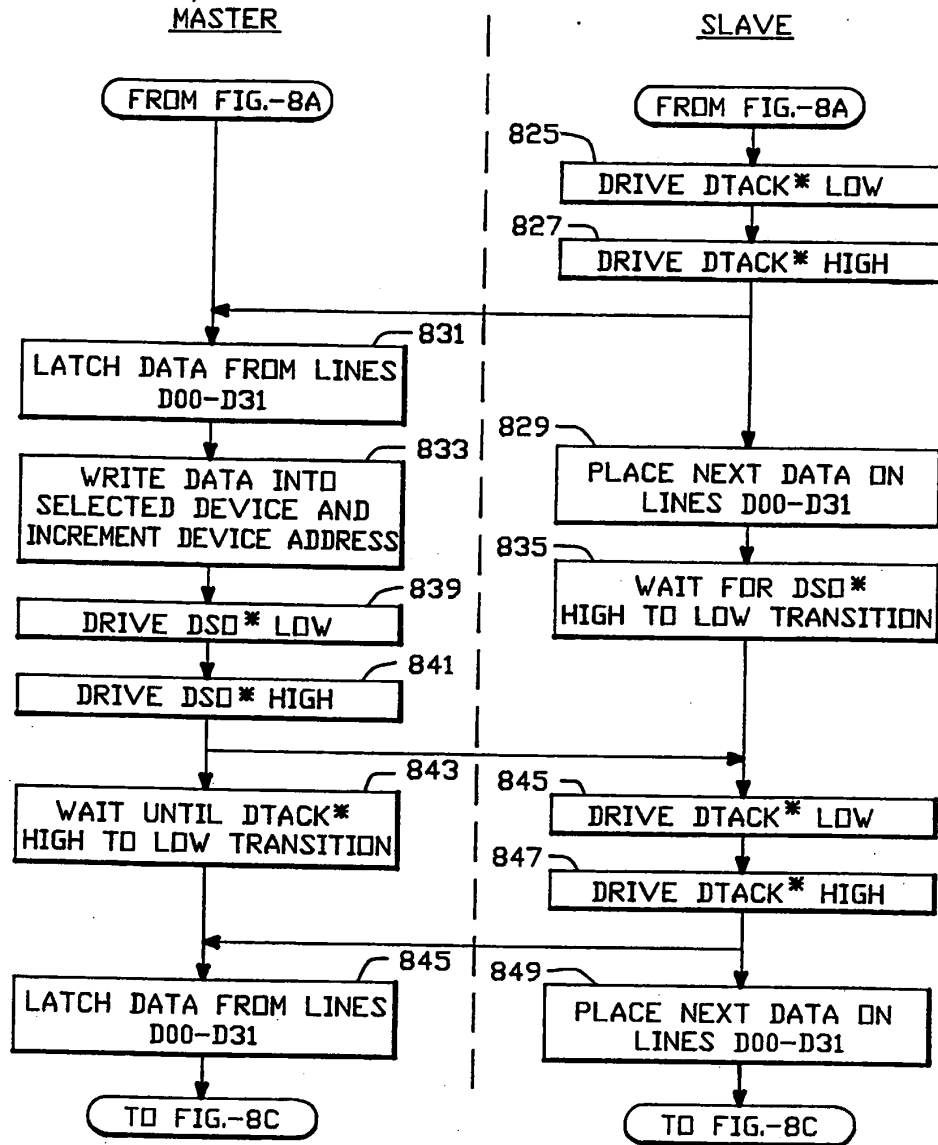 MASTER
SLAVE
FROM FIG.-8A
FROM FIG.-8A
825
DRIVE DTACK* LOW
827
DRIVE DTACK* HIGH
831
LATCH DATA FROM LINES
D00-D31
829
PLACE NEXT DATA ON
LINES D00-D31
833
WRITE DATA INTO
SELECTED DEVICE AND
INCREMENT DEVICE ADDRESS
835
WAIT FOR DSO*
HIGH TO LOW TRANSITION
839
DRIVE DSO* LOW
841
DRIVE DSO* HIGH
843
WAIT UNTIL DTACK*
HIGH TO LOW TRANSITION
845
DRIVE DTACK* LOW
847
DRIVE DTACK* HIGH
845
LATCH DATA FROM LINES
D00-D31
849
PLACE NEXT DATA ON
LINES D00-D31
TO FIG.-8C
TO FIG.-8C